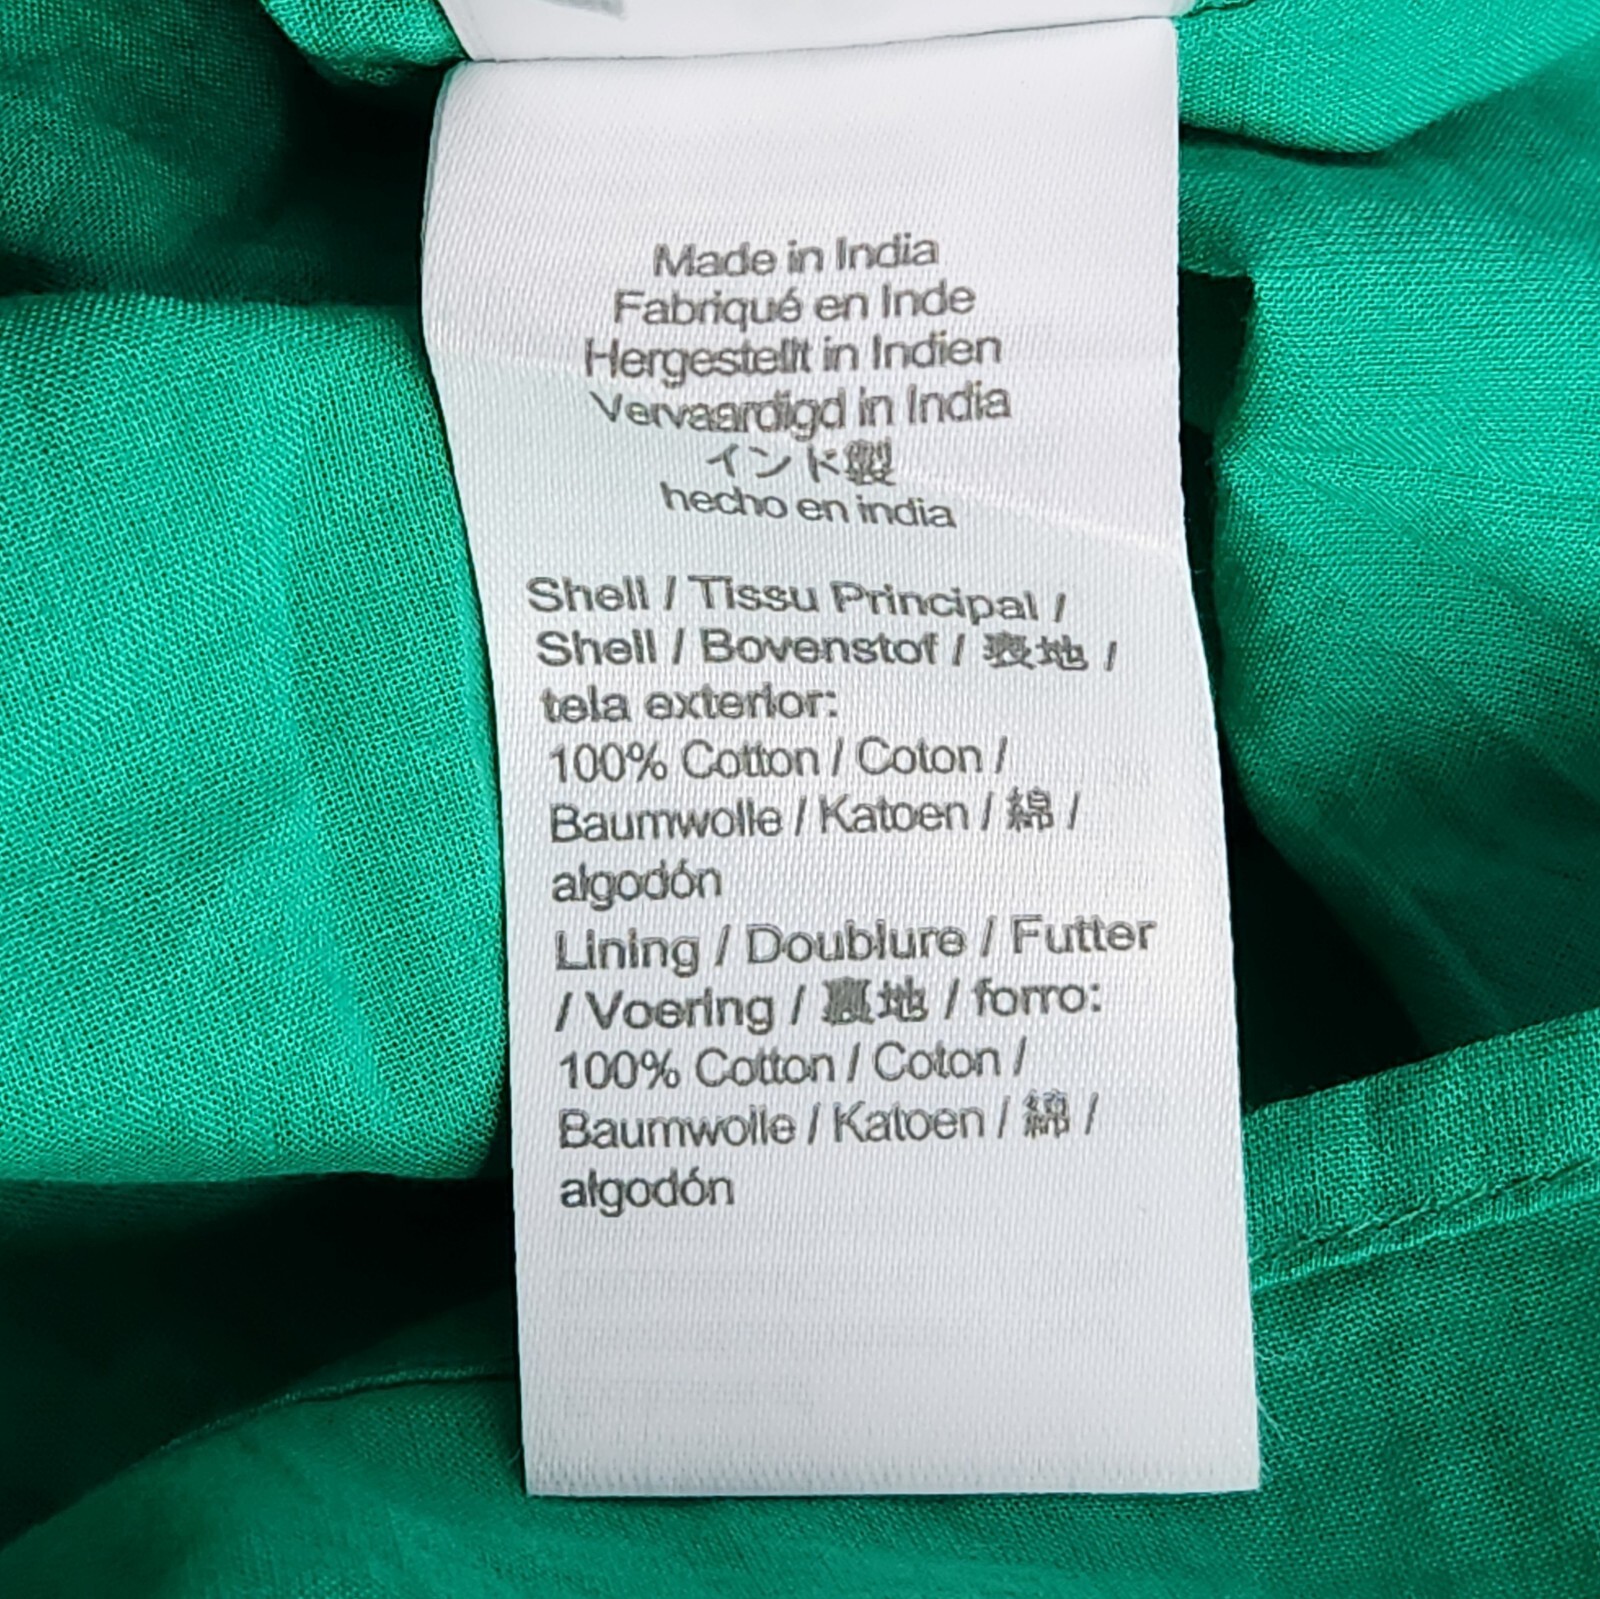 Made in India
Fabriqué en Inde
Hergestellt in Indien
Vervaardigd in India
インド製
hecho en india
Shell / Tissu Principal /
Shell / Bovenstof / 表地 /
tela exterior:
100% Cotton / Coton /
Baumwolle / Katoen / 綿 /
algodón
Lining / Doublure / Futter
/ Voering / 裏地 / forro:
100% Cotton / Coton /
Baumwolle / Katoen / 綿 /
algodón